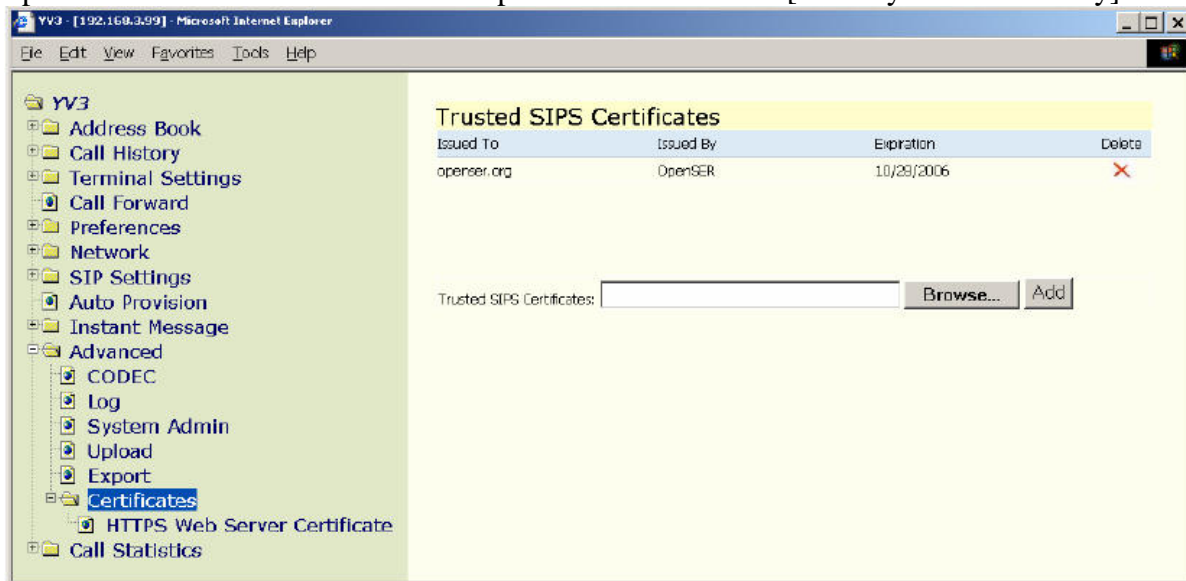 YV3 - [192.168.3.99] - Microsoft Internet Explorer
File Edit View Favorites Tools Help
YV3
Address Book
Call History
Terminal Settings
Call Forward
Preferences
Network
SIP Settings
Auto Provision
Instant Message
Advanced
CODEC
Log
System Admin
Upload
Export
Certificates
HTTPS Web Server Certificate
Call Statistics
Trusted SIPS Certificates
Issued To Issued By Expiration Delete
openser.org OpenSER 10/29/2006
Trusted SIPS Certificates: Browse... Add